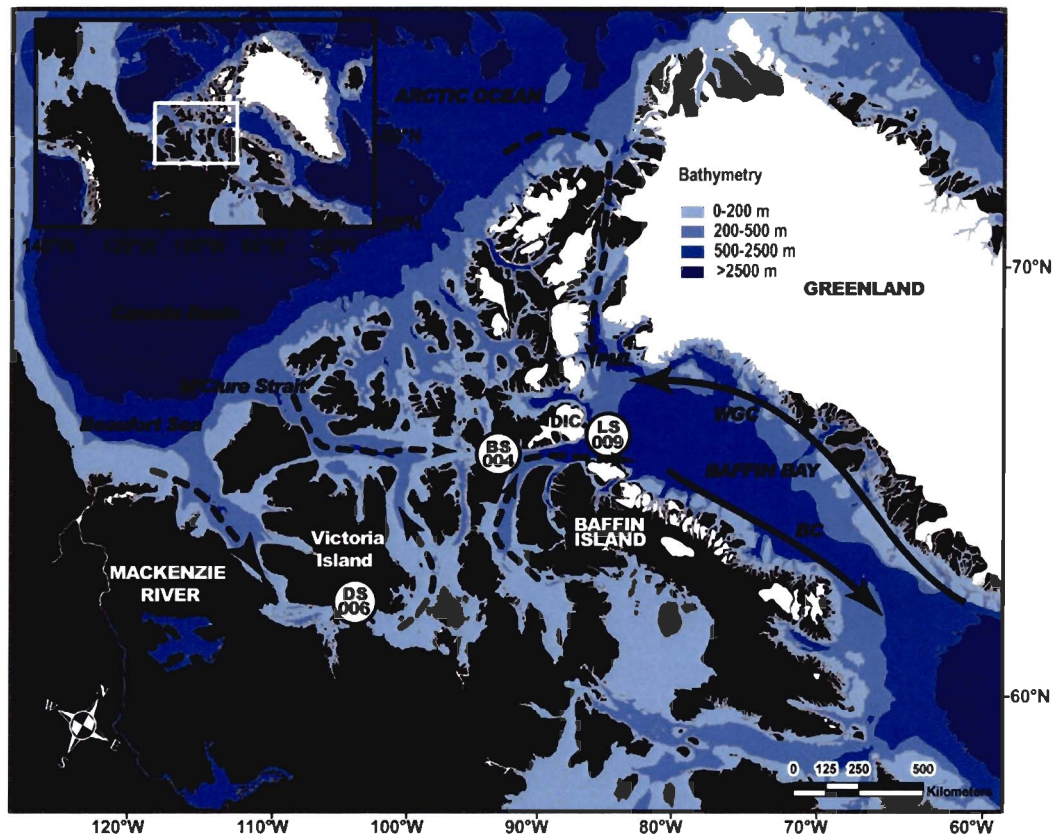 ARCTIC OCEAN
80°N
Bathymetry
0-200 m
200-500 m
500-2500 m
>2500 m
GREENLAND
70°N
140°W
Canada Basin
M'Clure Strait
Beaufort Sea
WGC
DIC
LS
009
BS
004
BAFFIN BAY
BC
BAFFIN
ISLAND
Victoria
Island
MACKENZIE
RIVER
DS
006
60°N
N
W
E
S
0 125 250 500
Kilometers
120°W 110°W 100°W 90°W 80°W 70°W 60°W